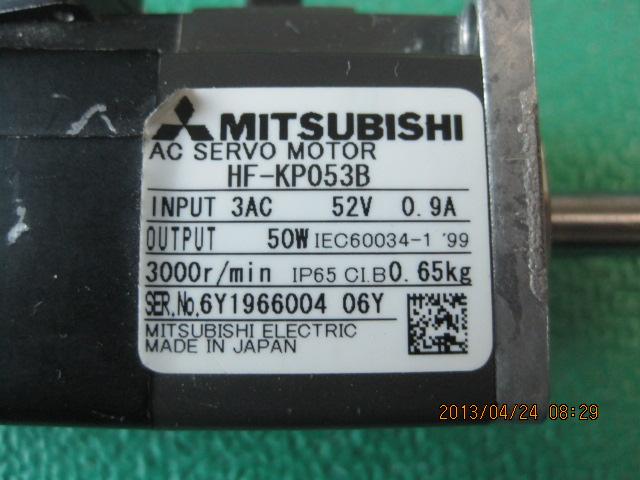 MITSUBISHI
AC SERVO MOTOR
HF-KP053B
INPUT 3AC 52V 0.9A
OUTPUT 50W IEC60034-1 '99
3000r/min IP65 CI.B 0.65kg
SER.No.6Y1966004 06Y
MITSUBISHI ELECTRIC
MADE IN JAPAN
2013/04/24 08:29